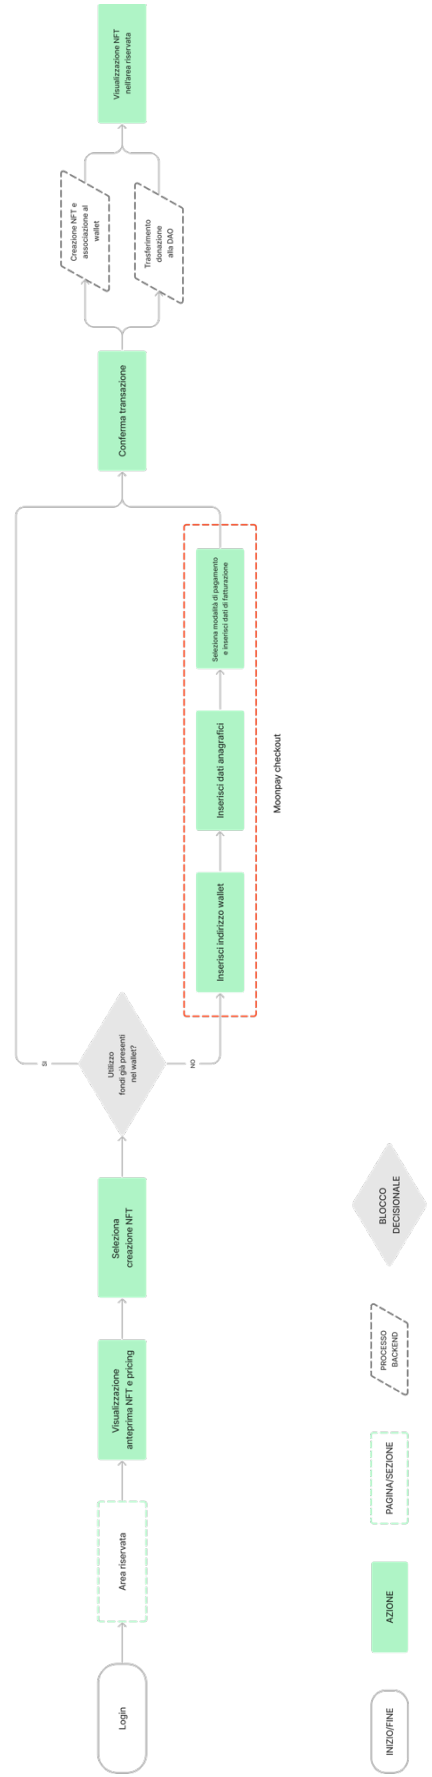 Login
Area riservata
Visualizzazione
anteprima NFT e pricing
Seleziona
creazione NFT
Utilizzo
fondi già presenti
nel wallet?
SI
NO
Inserisci indirizzo wallet
Inserisci dati anagrafici
Seleziona modalità di pagamento
e inserisci dati di fatturazione
Moonpay checkout
Conferma transazione
Creazione NFT e
associazione al
wallet
Trasferimento
donazione
alla DAO
Visualizzazione NFT
nell'area riservata
INIZIO/FINE
AZIONE
PAGINA/SEZIONE
PROCESSO
BACKEND
BLOCCO
DECISIONALE